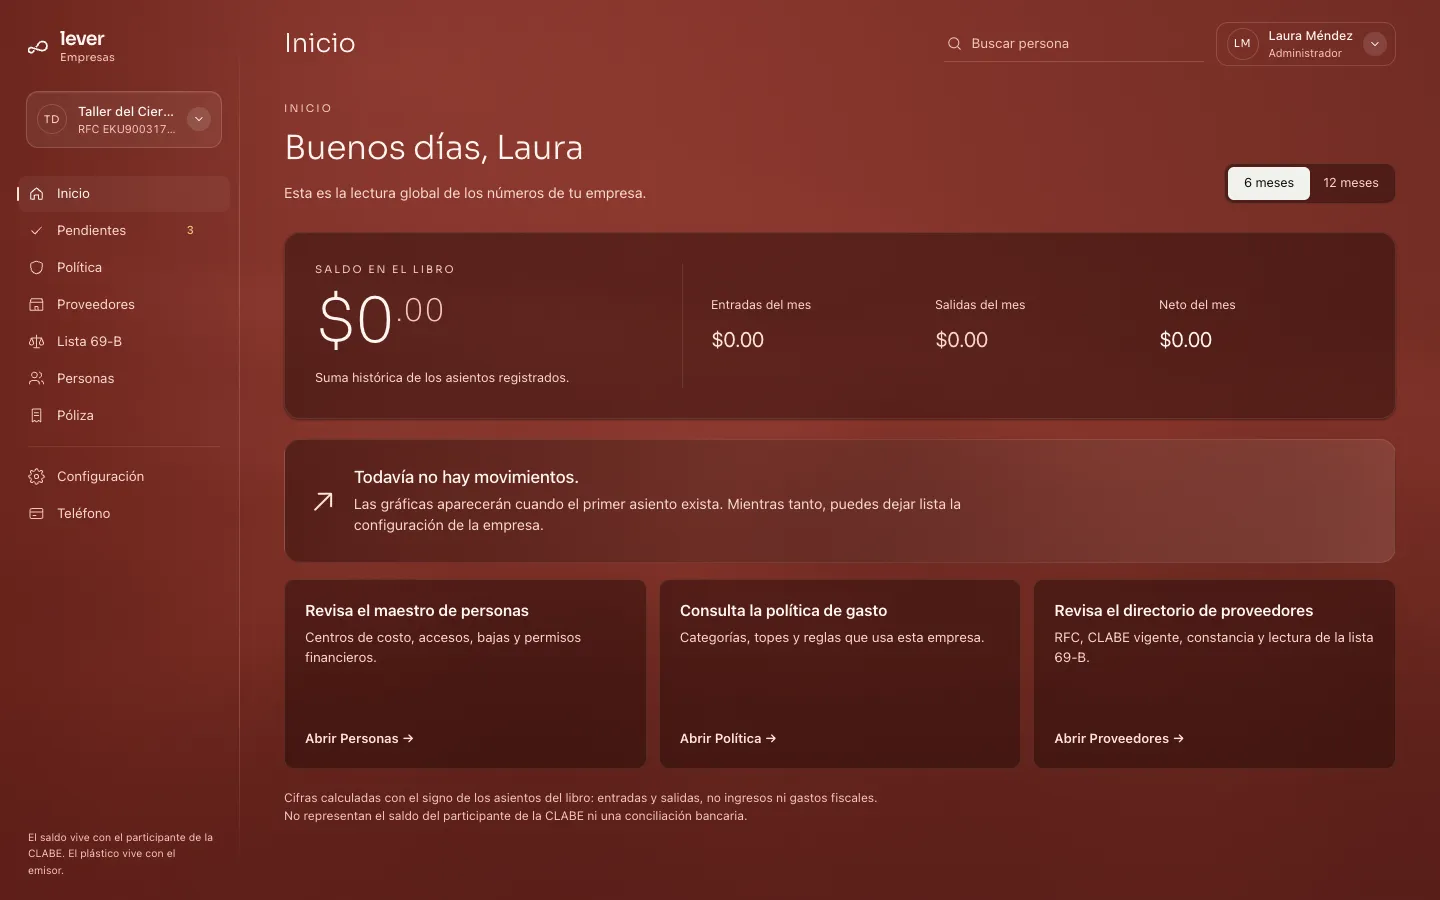 lever
Empresas
TD
Taller del Cier...
RFC EKU900317...
Inicio
Pendientes 3
Política
Proveedores
Lista 69-B
Personas
Póliza
Configuración
Teléfono
El saldo vive con el participante de la
CLABE. El plástico vive con el
emisor.
Inicio
Buscar persona
LM
Laura Méndez
Administrador
INICIO
Buenos días, Laura
Esta es la lectura global de los números de tu empresa.
6 meses 12 meses
SALDO EN EL LIBRO
$0.00
Suma histórica de los asientos registrados.
Entradas del mes
$0.00
Salidas del mes
$0.00
Neto del mes
$0.00
Todavía no hay movimientos.
Las gráficas aparecerán cuando el primer asiento exista. Mientras tanto, puedes dejar lista la
configuración de la empresa.
Revisa el maestro de personas
Centros de costo, accesos, bajas y permisos
financieros.
Abrir Personas →
Consulta la política de gasto
Categorías, topes y reglas que usa esta empresa.
Abrir Política →
Revisa el directorio de proveedores
RFC, CLABE vigente, constancia y lectura de la lista
69-B.
Abrir Proveedores →
Cifras calculadas con el signo de los asientos del libro: entradas y salidas, no ingresos ni gastos fiscales.
No representan el saldo del participante de la CLABE ni una conciliación bancaria.